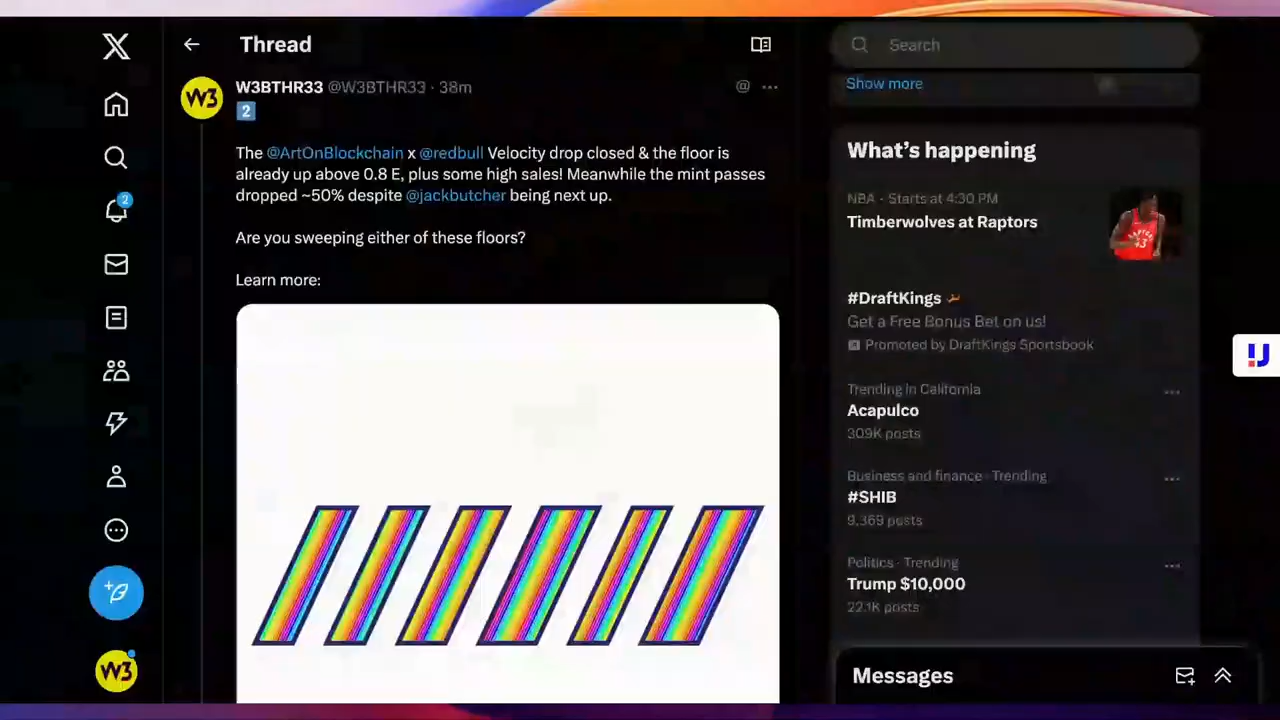 Thread
W3
W3BTHR33 @W3BTHR33 · 38m
2
The @ArtOnBlockchain x @redbull Velocity drop closed & the floor is
already up above 0.8 E, plus some high sales! Meanwhile the mint passes
dropped ~50% despite @jackbutcher being next up.
Are you sweeping either of these floors?
Learn more:
2
W3
Search
Show more
What's happening
NBA · Starts at 4:30 PM
Timberwolves at Raptors
#DraftKings
Get a Free Bonus Bet on us!
Promoted by DraftKings Sportsbook
Trending in California
Acapulco
309K posts
Business and finance · Trending
#SHIB
9,369 posts
Politics · Trending
Trump $10,000
22.1K posts
Messages